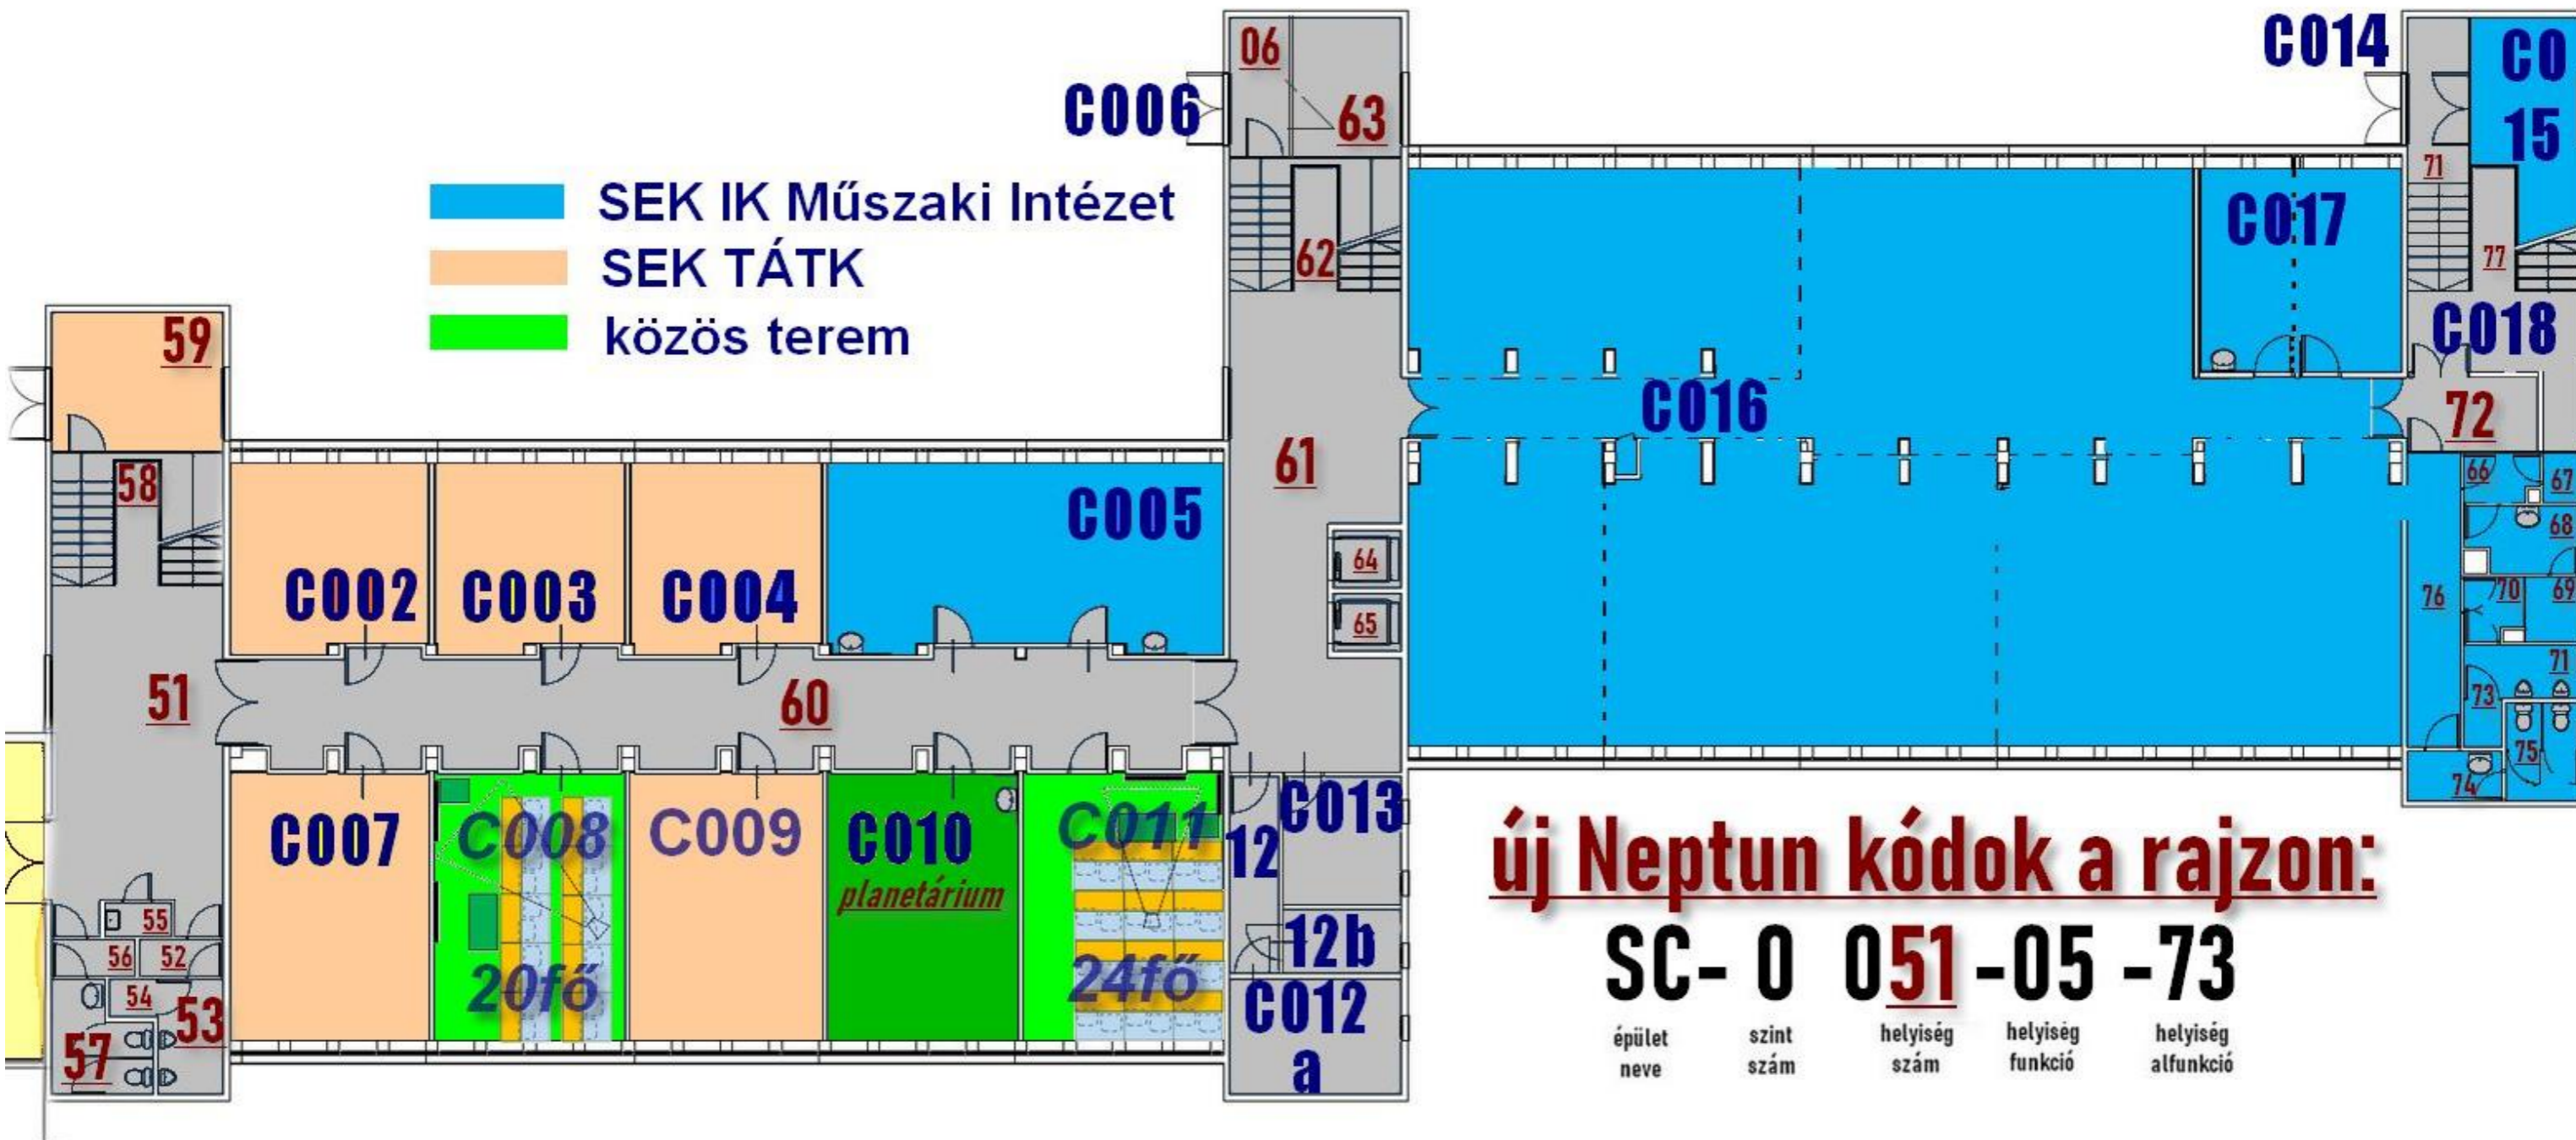 06
C014
CO
15
C006
63
71
SEK IK Műszaki Intézet
SEK TÁTK
közös terem
C017
62
77
59
C018
C016
72
61
58
C005
66
67
68
64
C002
C003
C004
76
70
69
65
71
51
60
73
75
74
C007
C008
C009
C010
planetárium
C011
12
C013
55
56
52
20fő
24fő
12b
54
53
57
C012
a
új Neptun kódok a rajzon:
SC- 0 051 -05 -73
épület neve
szint szám
helyiség szám
helyiség funkció
helyiség alfunkció